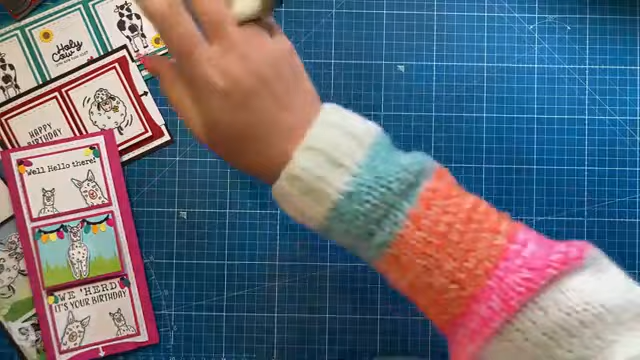 Holy
Cow
HAPPY
BIRTHDAY
Well Hello there!
WE 'HERD
IT'S YOUR BIRTHDAY